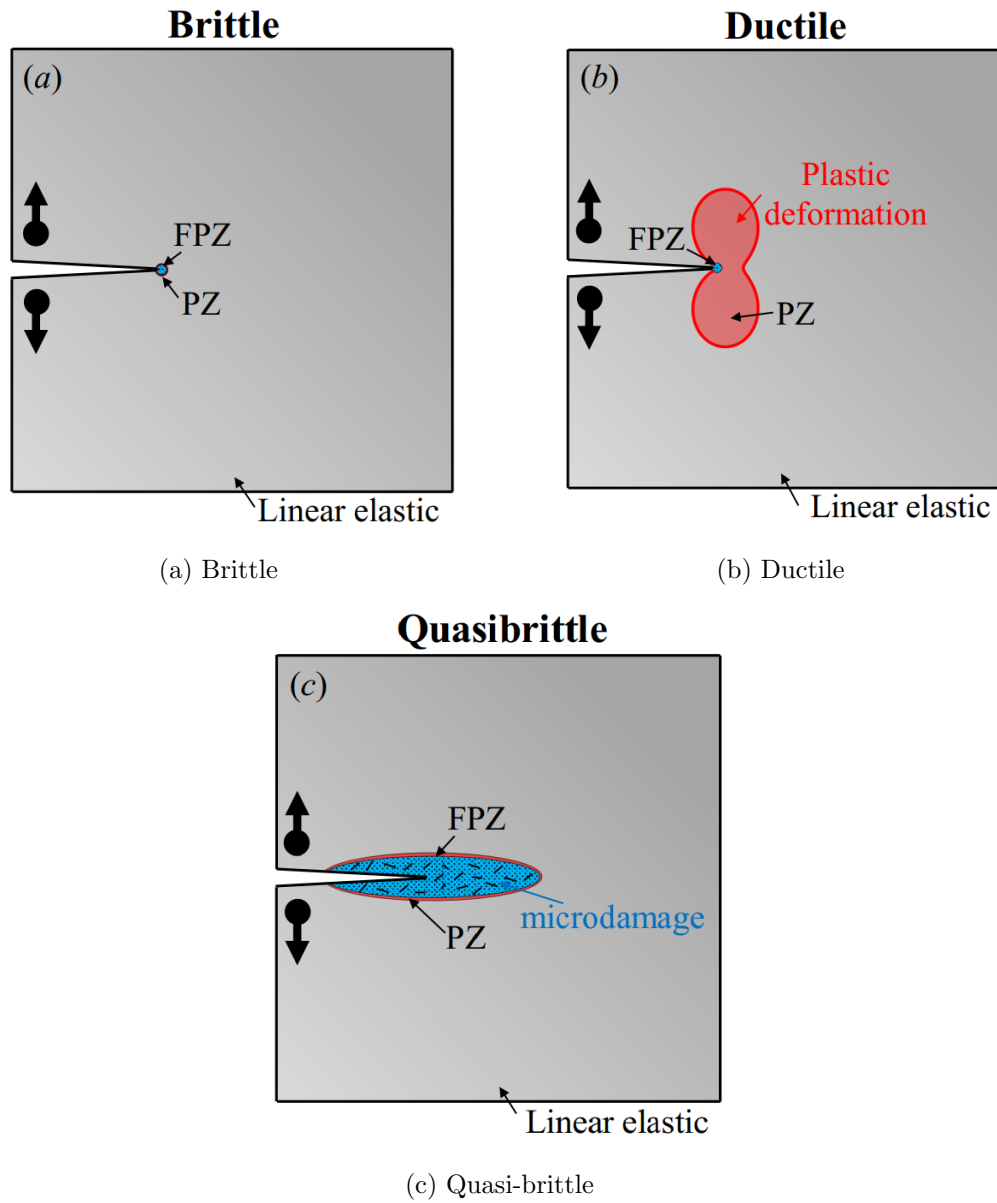 Brittle
(a)
FPZ
PZ
Linear elastic
(a) Brittle
Ductile
(b)
Plastic
deformation
FPZ
PZ
Linear elastic
(b) Ductile
Quasibrittle
(c)
FPZ
microdamage
PZ
Linear elastic
(c) Quasi-brittle